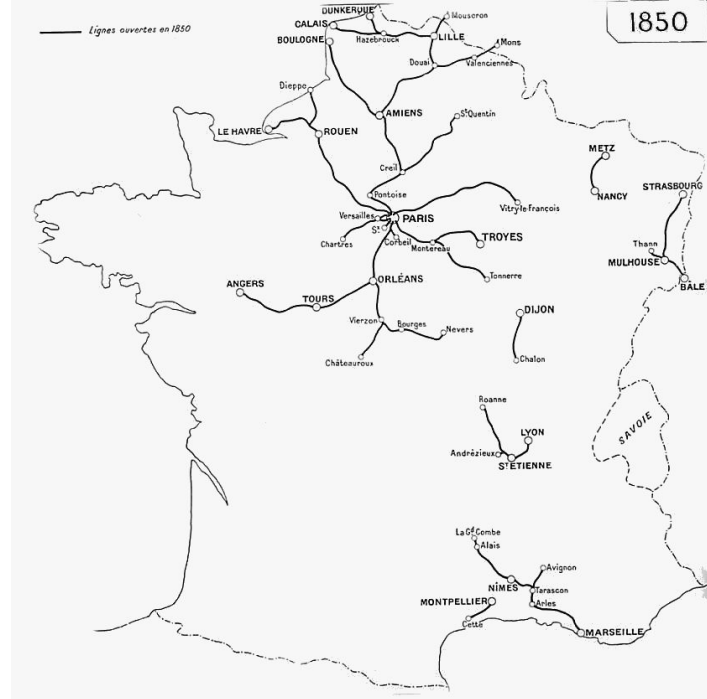 1850
Lignes ouvertes en 1850
DUNKERQUE
CALAIS
Mouscron
BOULOGNE
Hazebrouck
LILLE
Mons
Douai
Valenciennes
Dieppe
AMIENS
St Quentin
LE HAVRE
ROUEN
METZ
Creil
STRASBOURG
NANCY
Pontoise
Vitry-le-François
Versailles
PARIS
St
Corbeil
TROYES
Chartres
Montereau
Thann
MULHOUSE
Tonnerre
ORLÉANS
BALE
ANGERS
TOURS
DIJON
Vierzon
Bourges
Nevers
Châteauroux
Chalon
Roanne
SAVOIE
LYON
Andrézieux
ST ETIENNE
La Gd Combe
Alais
Avignon
NîMES
Tarascon
MONTPELLIER
Arles
Cette
MARSEILLE